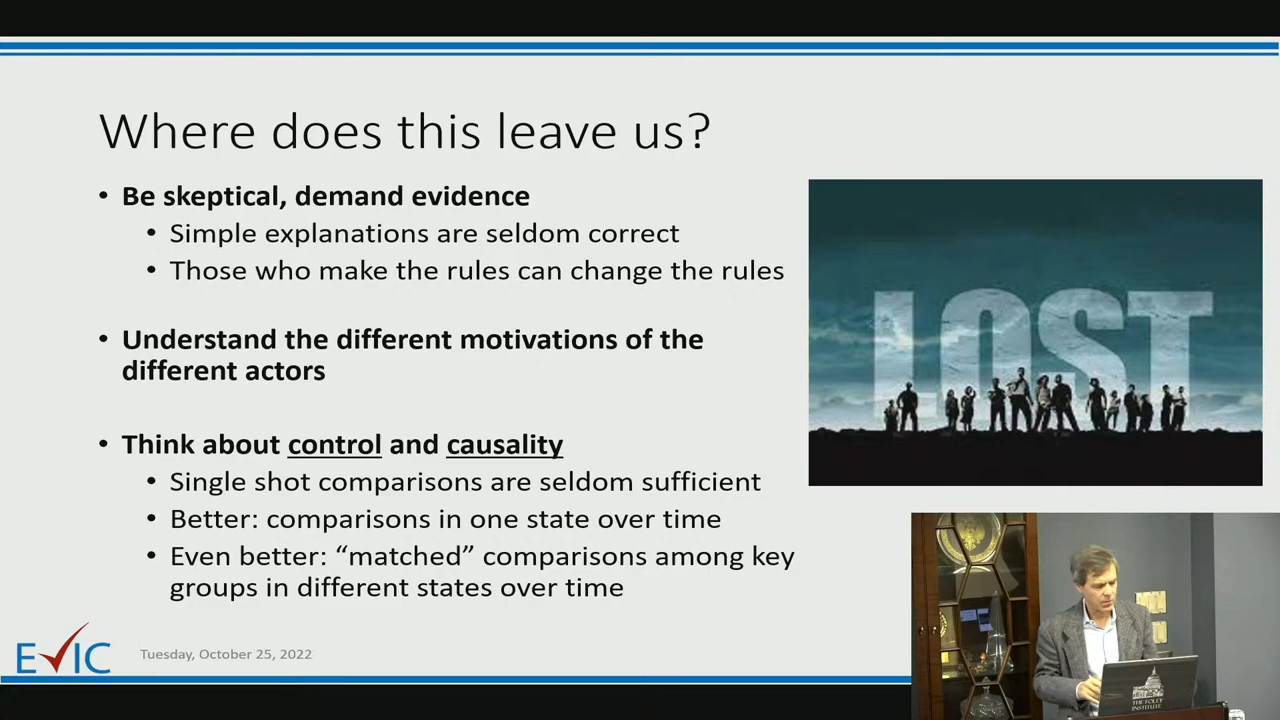 Where does this leave us?
• Be skeptical, demand evidence
• Simple explanations are seldom correct
• Those who make the rules can change the rules
• Understand the different motivations of the
different actors
• Think about control and causality
• Single shot comparisons are seldom sufficient
• Better: comparisons in one state over time
• Even better: “matched” comparisons among key
groups in different states over time
LOST
EVIC
Tuesday, October 25, 2022
THE FOLEY
INSTITUTE